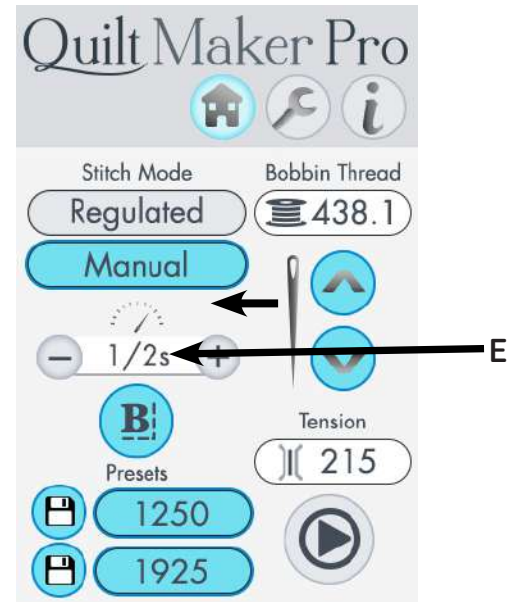 Quilt Maker Pro
i
Stitch Mode
Regulated
Manual
Bobbin Thread
438.1
− 1/2s +
E
B
Tension
215
Presets
1250
1925